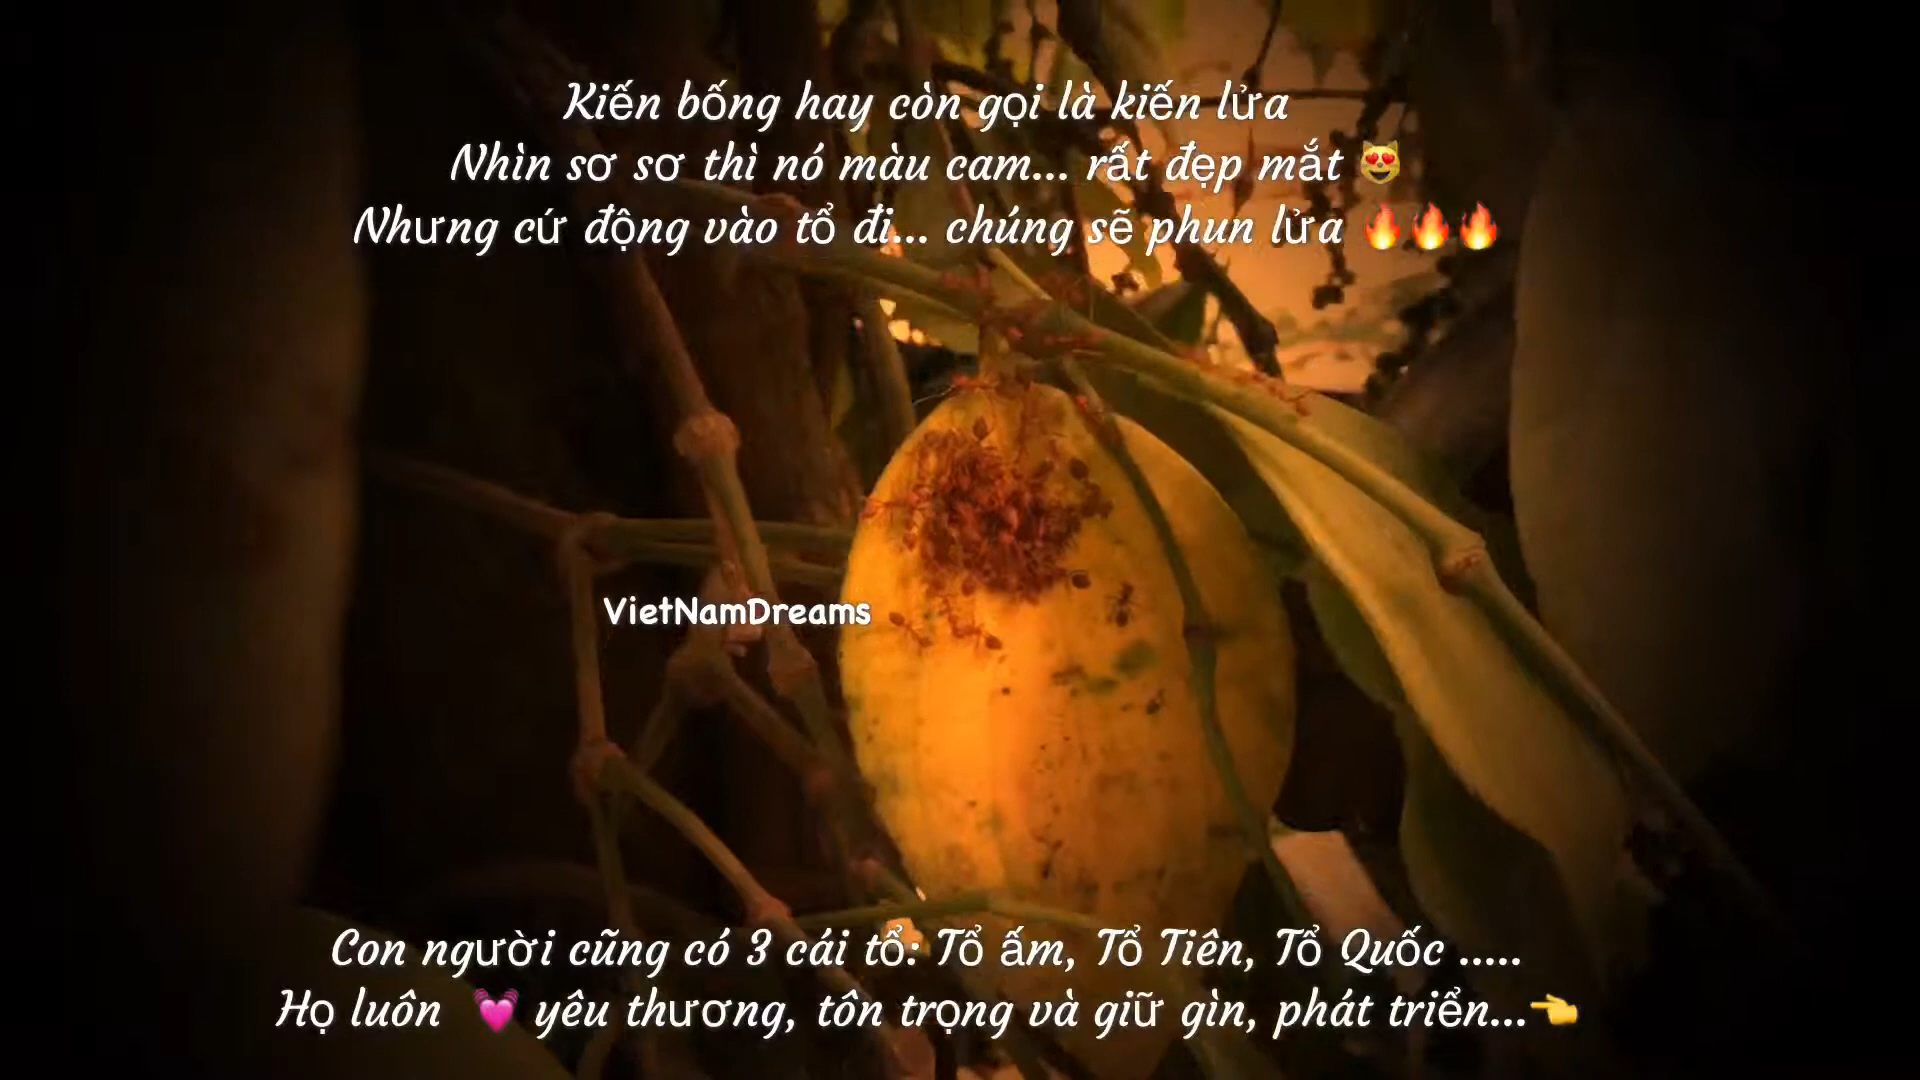 Kiến bống hay còn gọi là kiến lửa
Nhìn sơ sơ thì nó màu cam... rất đẹp mắt 😻
Nhưng cứ động vào tổ đi... chúng sẽ phun lửa 🔥🔥🔥
VietNamDreams
Con người cũng có 3 cái tổ: Tổ ấm, Tổ Tiên, Tổ Quốc .....
Họ luôn 💓 yêu thương, tôn trọng và giữ gìn, phát triển...👈